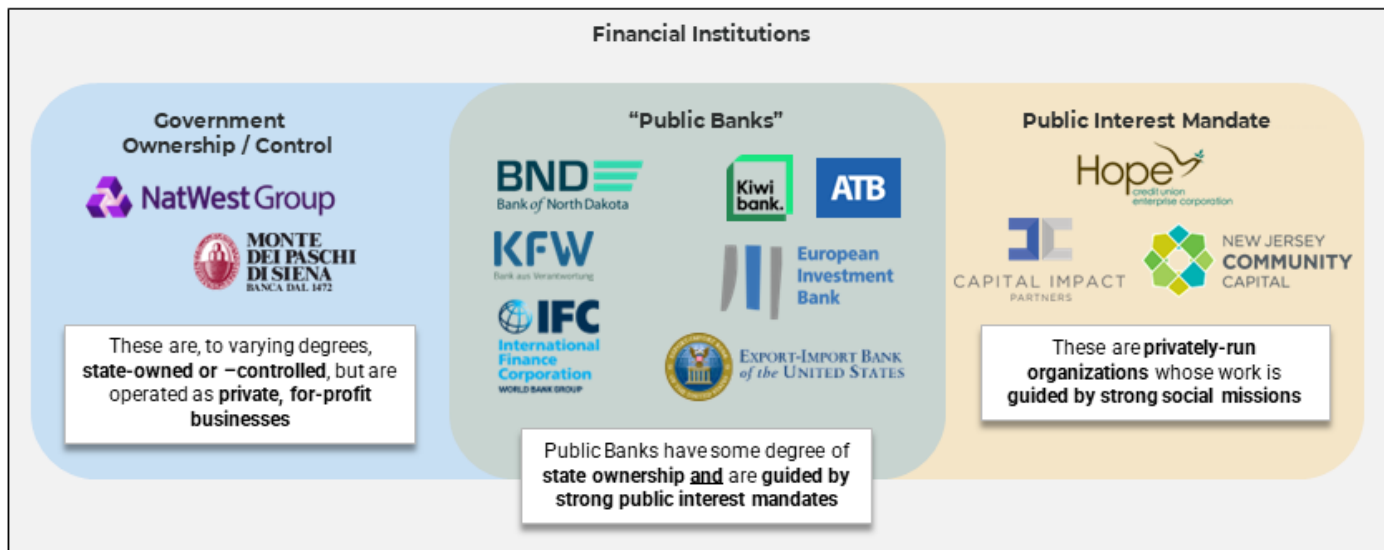 Financial Institutions
Government
Ownership / Control
NatWest Group
MONTE
DEI PASCHI
DI SIENA
BANCA DAL 1472
These are, to varying degrees,
state-owned or –controlled, but are
operated as private, for-profit
businesses
“Public Banks”
BND
Bank of North Dakota
Kiwi
bank.
ATB
KFW
Bank aus Verantwortung
European
Investment
Bank
IFC
International
Finance
Corporation
WORLD BANK GROUP
EXPORT-IMPORT BANK
of the UNITED STATES
Public Banks have some degree of
state ownership and are guided by
strong public interest mandates
Public Interest Mandate
Hope
credit union
enterprise corporation
CAPITAL IMPACT
PARTNERS
NEW JERSEY
COMMUNITY
CAPITAL
These are privately-run
organizations whose work is
guided by strong social missions